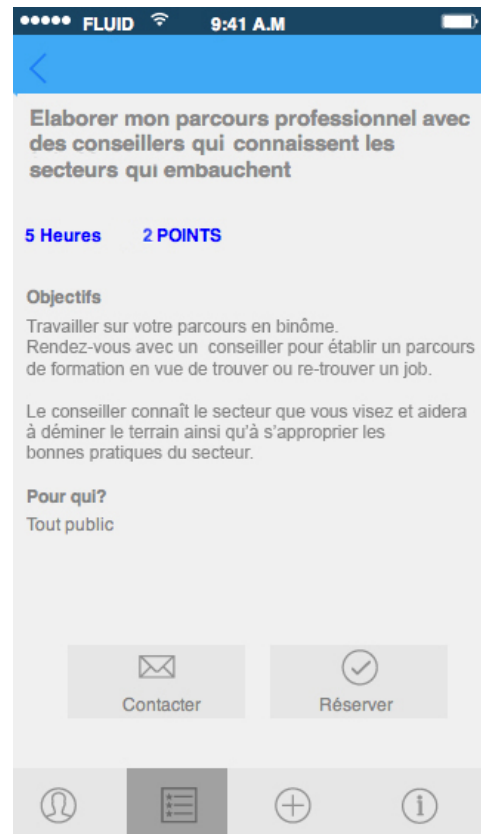 FLUID 9:41 A.M
Elaborer mon parcours professionnel avec
des conseillers qui connaissent les
secteurs qui embauchent
5 Heures 2 POINTS
Objectifs
Travailler sur votre parcours en binôme.
Rendez-vous avec un conseiller pour établir un parcours
de formation en vue de trouver ou re-trouver un job.
Le conseiller connaît le secteur que vous visez et aidera
à déminer le terrain ainsi qu'à s'approprier les
bonnes pratiques du secteur.
Pour qui?
Tout public
Contacter Réserver